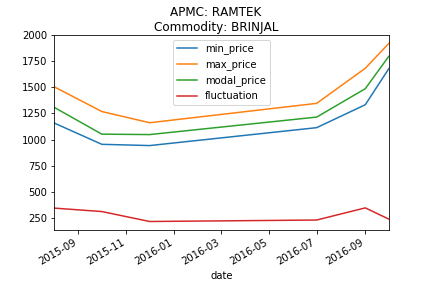 APMC: RAMTEK
Commodity: BRINJAL
2000
1750
1500
1250
1000
750
500
250
min_price
max_price
modal_price
fluctuation
2015-09
2015-11
2016-01
2016-03
2016-05
2016-07
2016-09
date